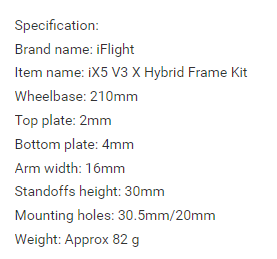 Specification:
Brand name: iFlight
Item name: iX5 V3 X Hybrid Frame Kit
Wheelbase: 210mm
Top plate: 2mm
Bottom plate: 4mm
Arm width: 16mm
Standoffs height: 30mm
Mounting holes: 30.5mm/20mm
Weight: Approx 82 g